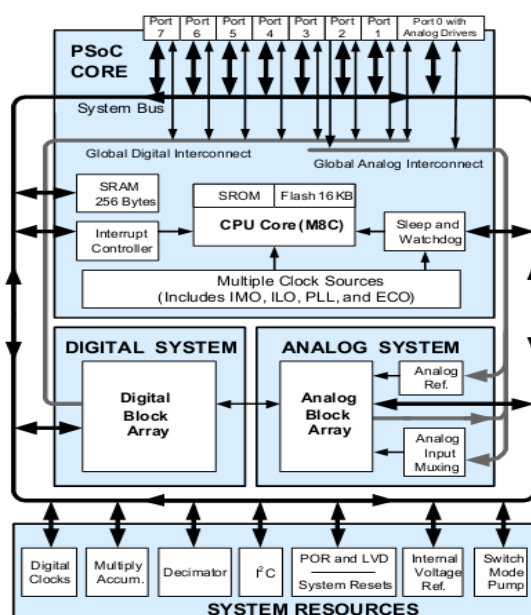 Port 7
Port 6
Port 5
Port 4
Port 3
Port 2
Port 1
Port 0 with
Analog Drivers
PSoC
CORE
System Bus
Global Digital Interconnect
Global Analog Interconnect
SRAM
256 Bytes
SROM
Flash 16 KB
CPU Core (M8C)
Interrupt
Controller
Sleep and
Watchdog
Multiple Clock Sources
(Includes IMO, ILO, PLL, and ECO)
DIGITAL SYSTEM
Digital
Block
Array
ANALOG SYSTEM
Analog
Block
Array
Analog
Ref.
Analog
Input
Muxing
Digital
Clocks
Multiply
Accum.
Decimator
I²C
POR and LVD
System Resets
Internal
Voltage
Ref.
Switch
Mode
Pump
SYSTEM RESOURCES